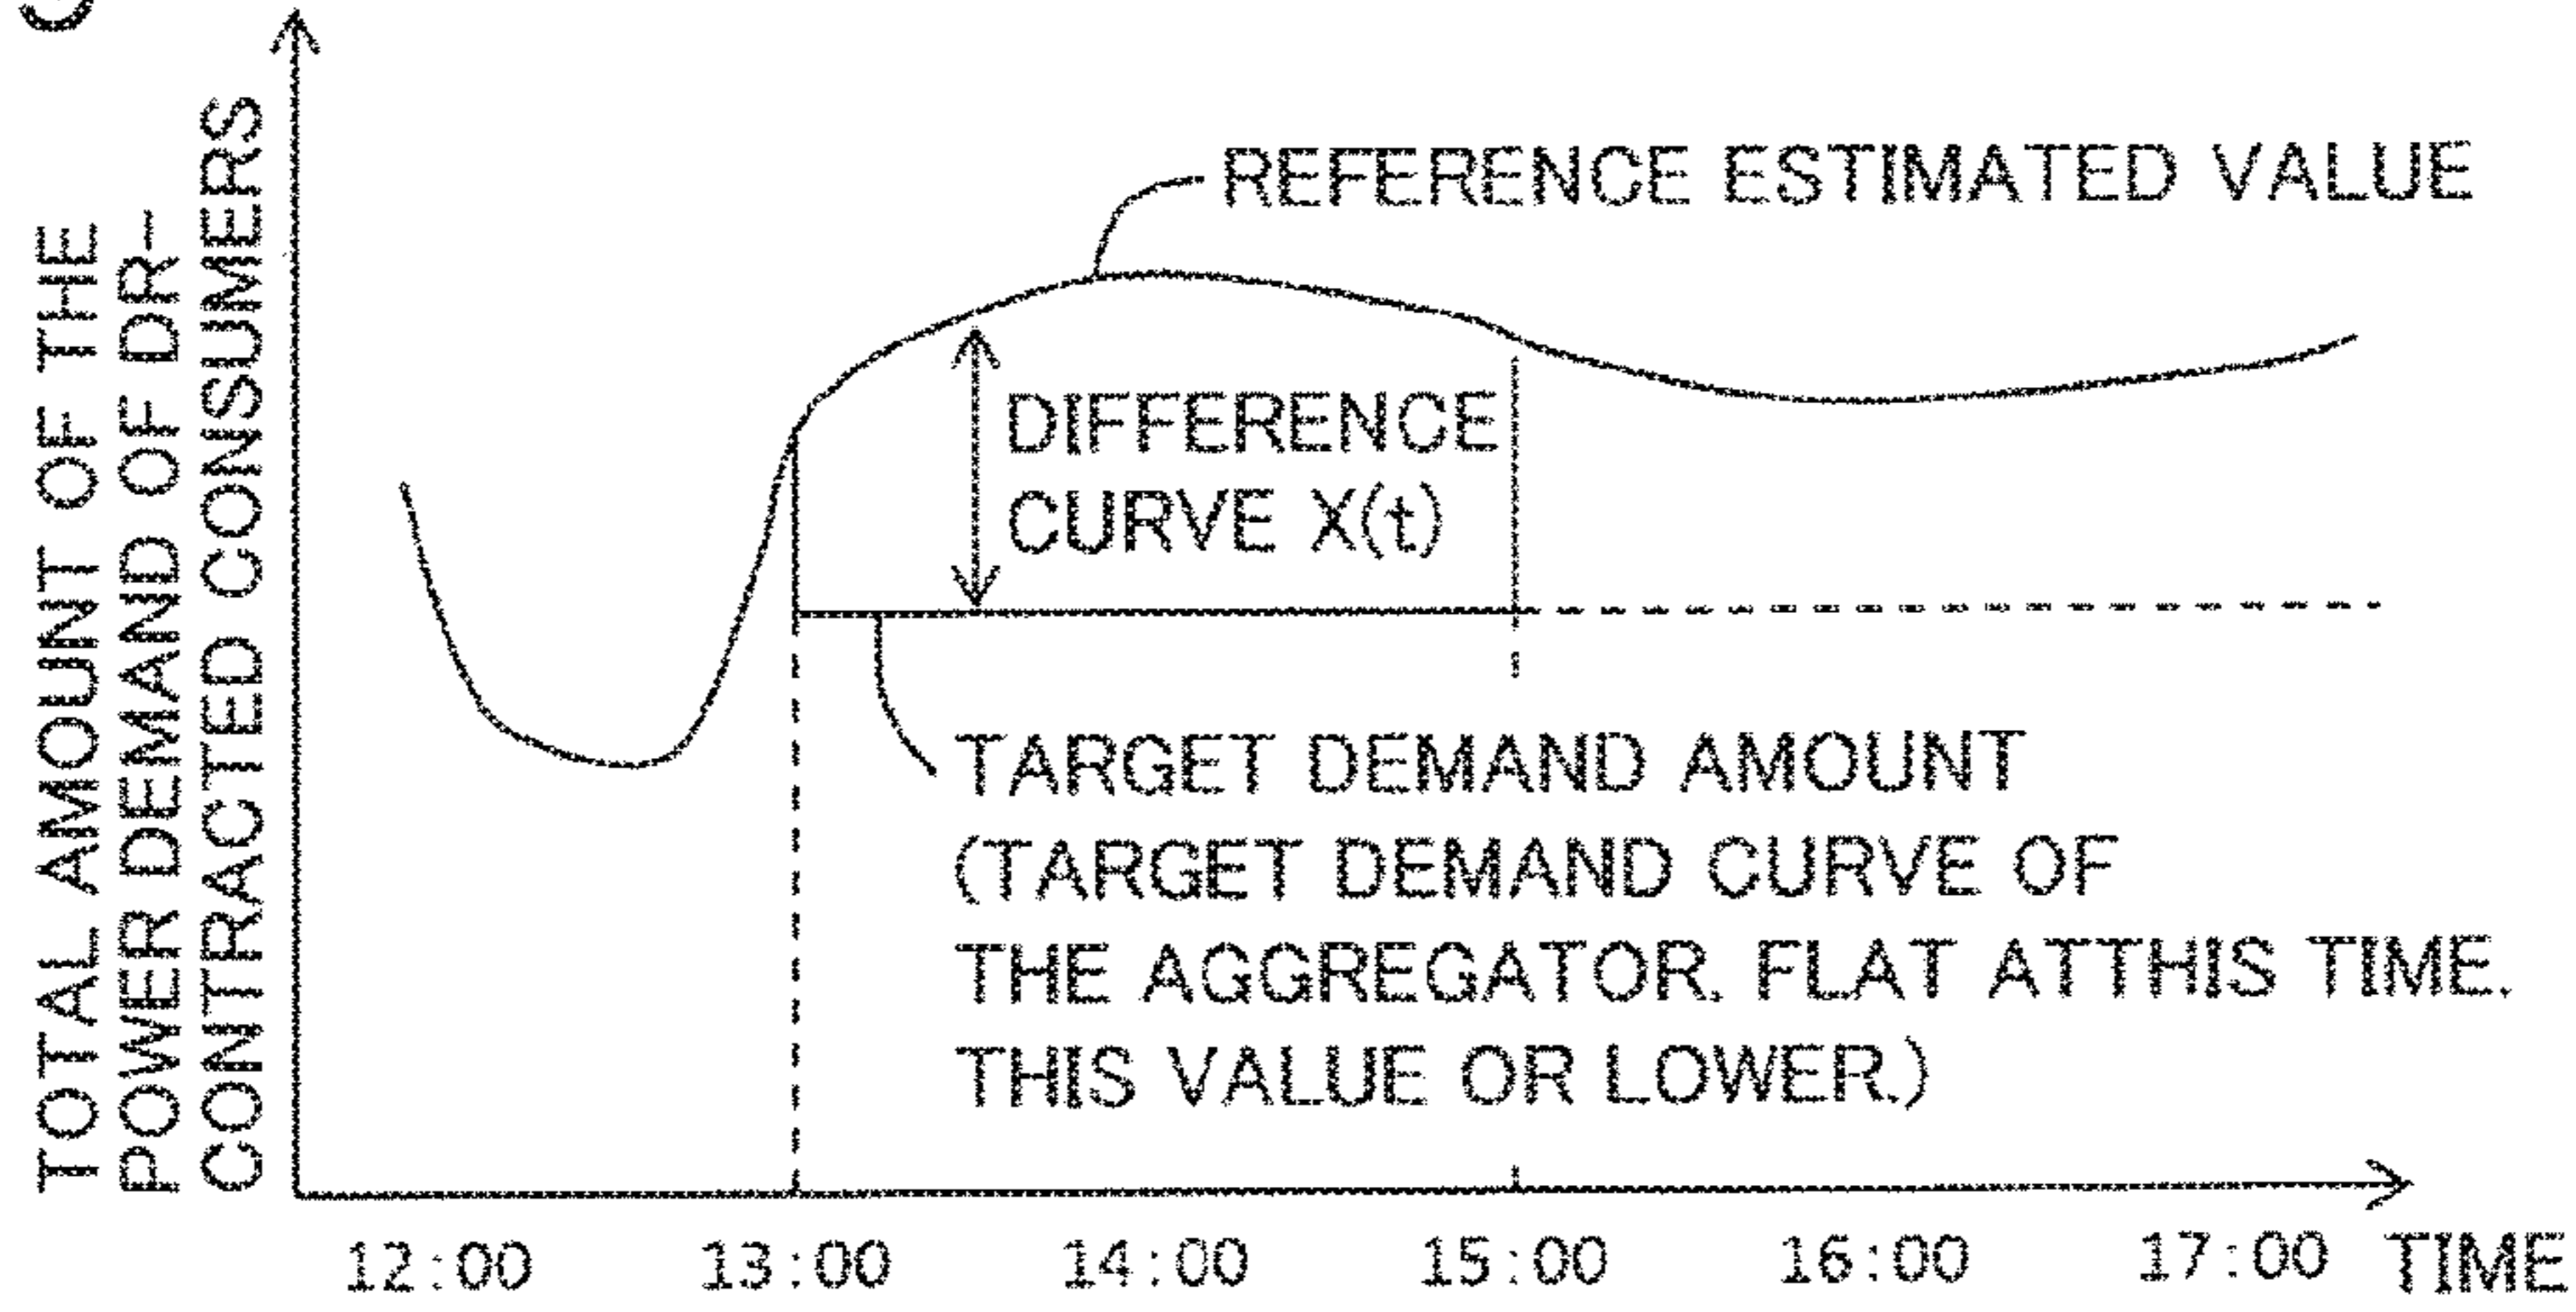 TOTAL AMOUNT OF THE
POWER DEMAND OF DR-
CONTRACTED CONSUMERS
REFERENCE ESTIMATED VALUE
DIFFERENCE
CURVE X(t)
TARGET DEMAND AMOUNT
(TARGET DEMAND CURVE OF
THE AGGREGATOR. FLAT ATTHIS TIME.
THIS VALUE OR LOWER.)
12:00 13:00 14:00 15:00 16:00 17:00 TIME